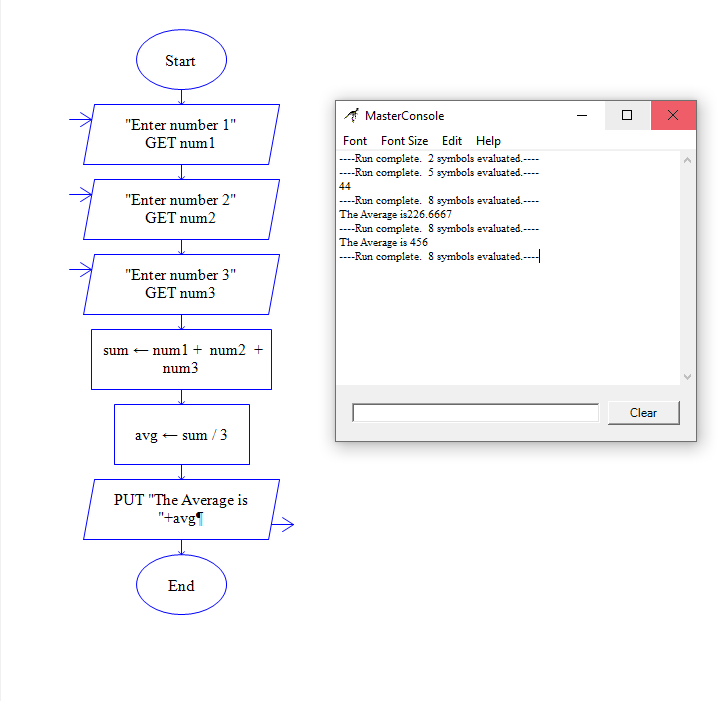 Start
"Enter number 1"
GET num1
"Enter number 2"
GET num2
"Enter number 3"
GET num3
sum ← num1 + num2 +
num3
avg ← sum / 3
PUT "The Average is
"+avg¶
End
MasterConsole
Font Font Size Edit Help
----Run complete. 2 symbols evaluated.----
----Run complete. 5 symbols evaluated.----
44
----Run complete. 8 symbols evaluated.----
The Average is226.6667
----Run complete. 8 symbols evaluated.----
The Average is 456
----Run complete. 8 symbols evaluated.----
Clear